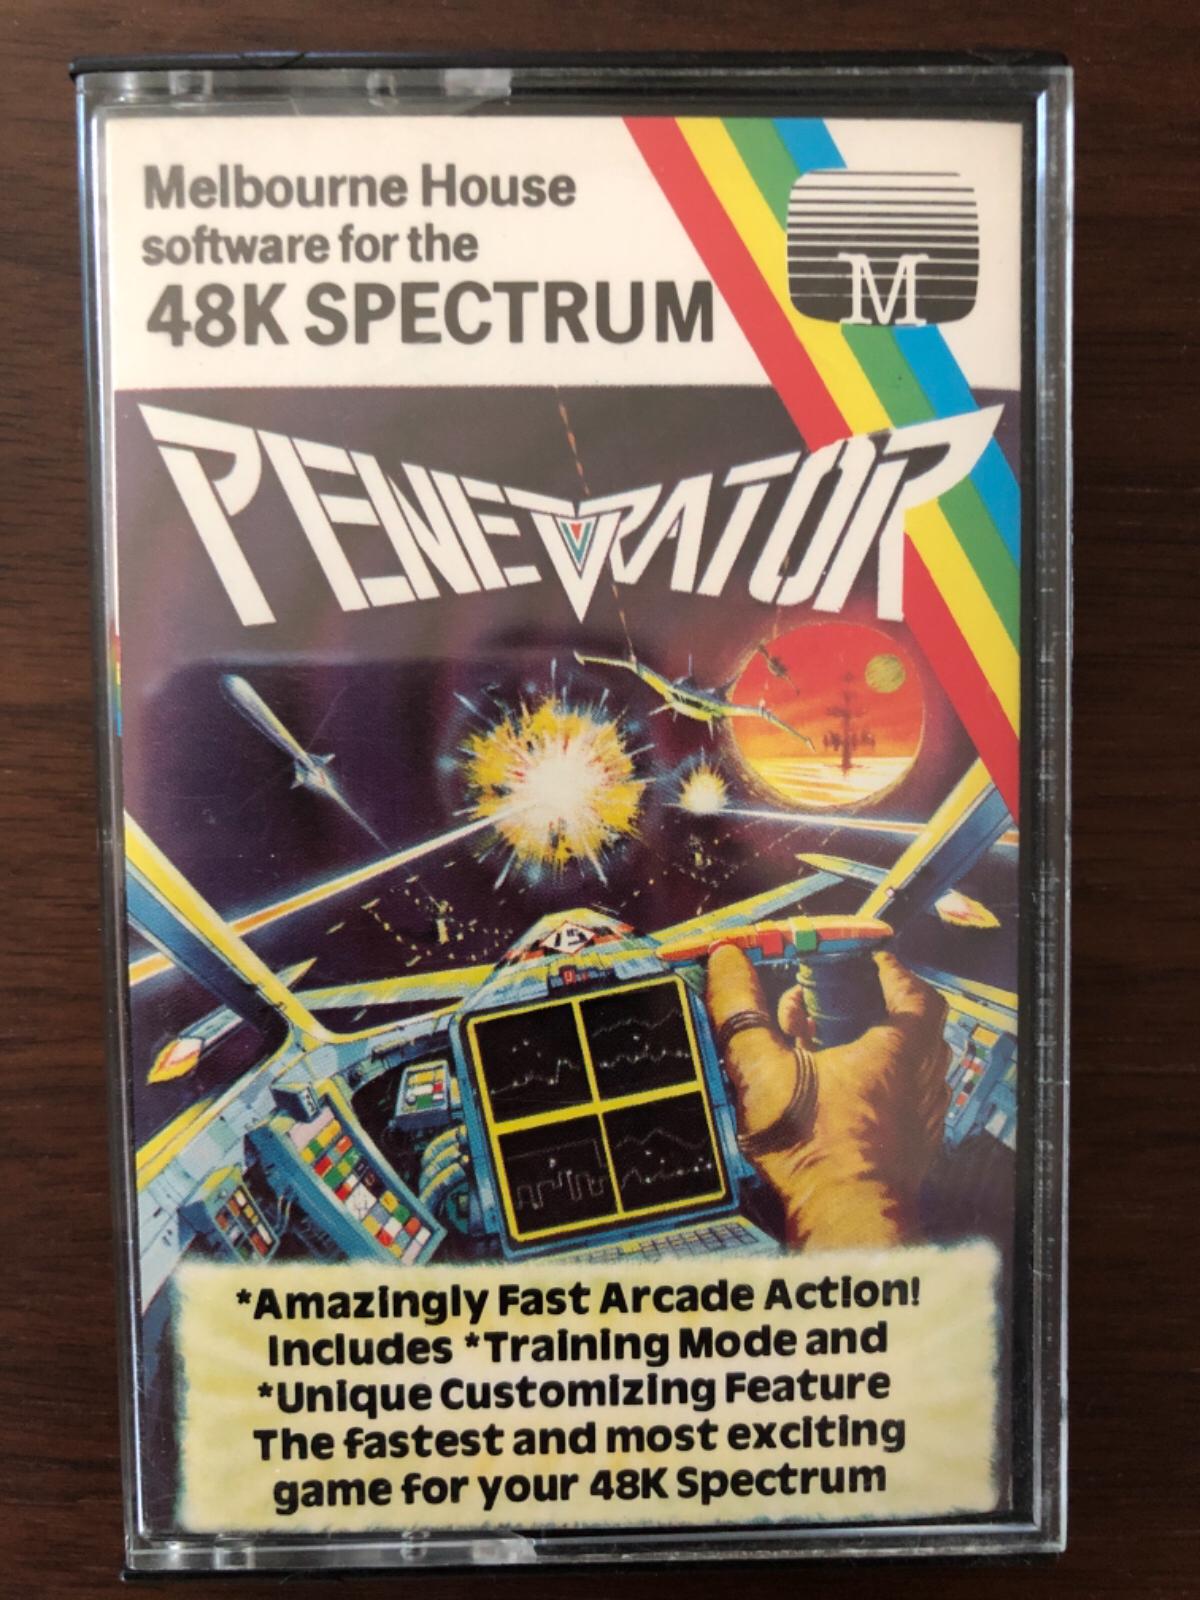 Melbourne House
software for the
48K SPECTRUM
M
PENETRATOR
*Amazingly Fast Arcade Action!
Includes *Training Mode and
*Unique Customizing Feature
The fastest and most exciting
game for your 48K Spectrum